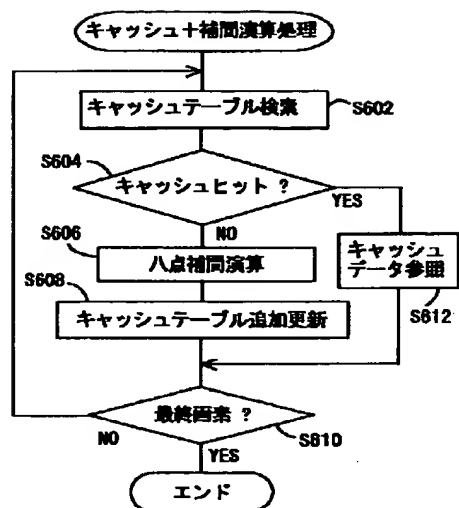 キャッシュ+補間演算処理
キャッシュテーブル検索
S602
S604
キャッシュヒット ?
YES
NO
S606
八点補間演算
キャッシュ
データ参照
S608
S612
キャッシュテーブル追加更新
最終画素 ?
NO
S610
YES
エンド